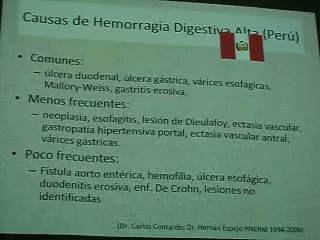 Causas de Hemorragia Digestiva Alta (Perú)
• Comunes:
– úlcera duodenal, úlcera gástrica, várices esofágicas,
Mallory-Weiss, gastritis erosiva.
• Menos frecuentes:
– neoplasia, esofagitis, lesión de Dieulafoy, ectasia vascular,
gastropatía hipertensiva portal, ectasia vascular antral,
várices gástricas.
• Poco frecuentes:
– Fístula aorto entérica, hemofilia, úlcera esofágica,
duodenitis erosiva, enf. De Crohn, lesiones no
identificadas
(Dr. Carlos Contardo, Dr. Hernán Espejo HNERM 1994-2006)